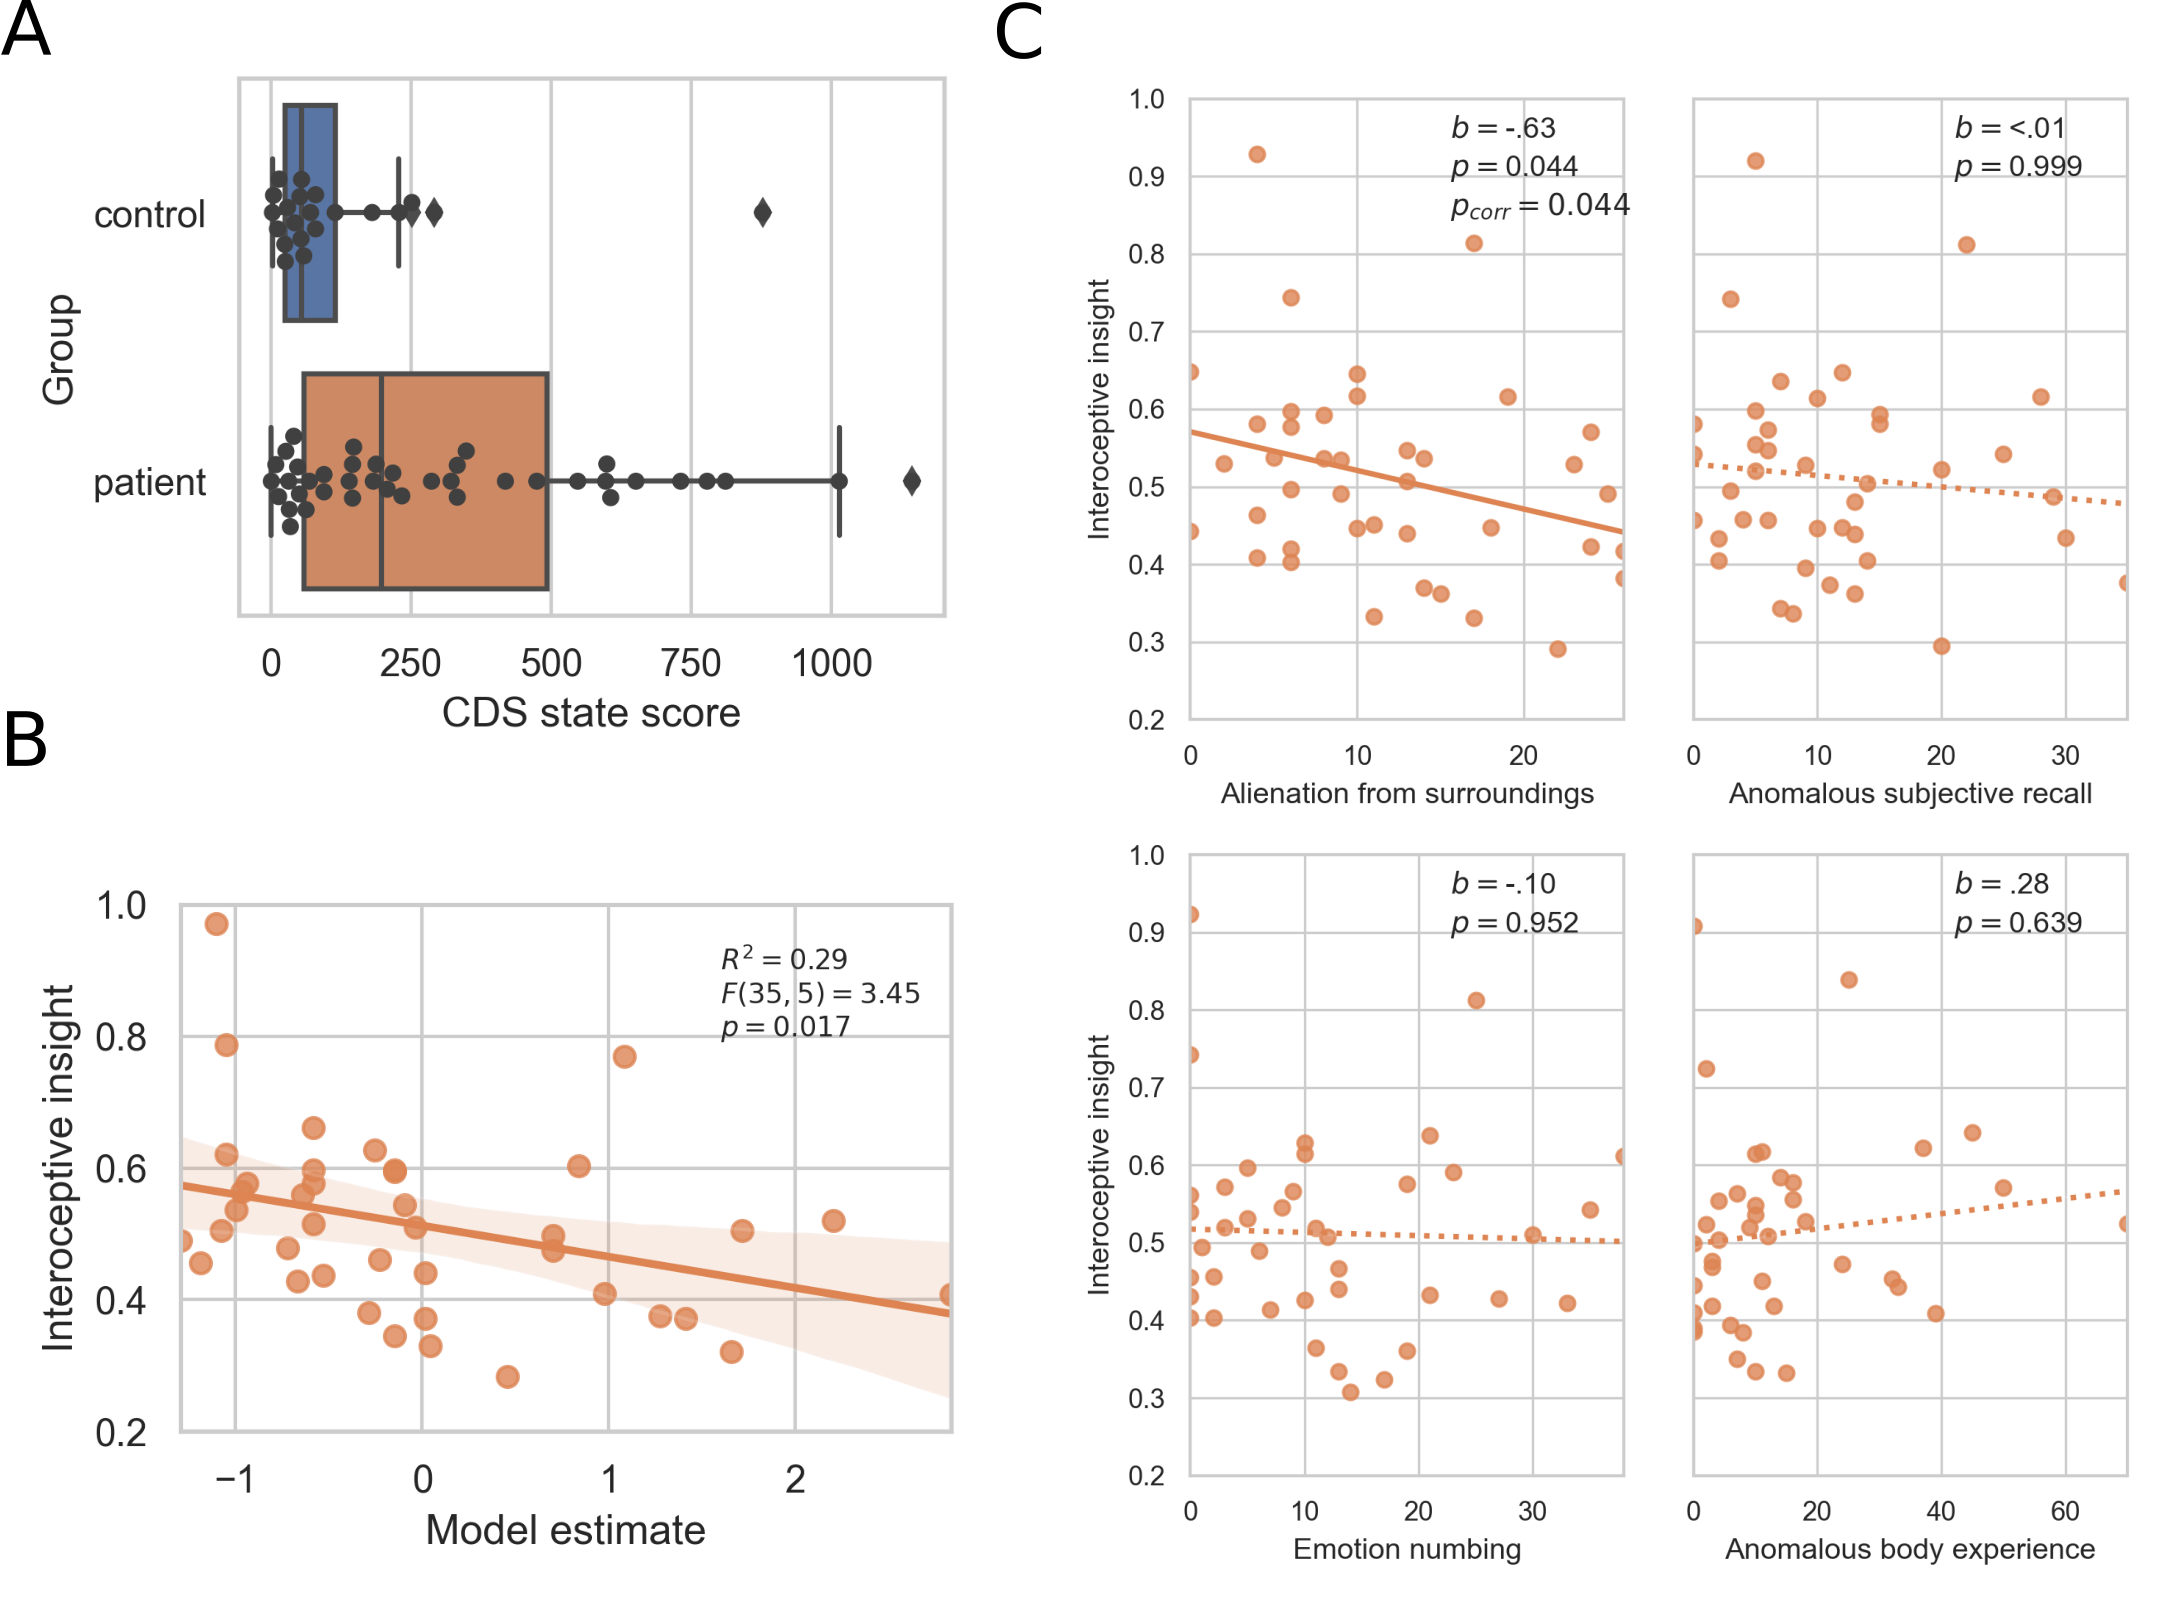 A
Group
control
patient
0 250 500 750 1000
CDS state score
B
Interoceptive insight
1.0
0.8
0.6
0.4
0.2
R² = 0.29
F(35, 5) = 3.45
p = 0.017
−1 0 1 2
Model estimate
C
Interoceptive insight
1.0
0.9
0.8
0.7
0.6
0.5
0.4
0.3
0.2
b = -.63
p = 0.044
pcorr = 0.044
0 10 20
Alienation from surroundings
b = <.01
p = 0.999
0 10 20 30
Anomalous subjective recall
Interoceptive insight
1.0
0.9
0.8
0.7
0.6
0.5
0.4
0.3
0.2
b = -.10
p = 0.952
0 10 20 30
Emotion numbing
b = .28
p = 0.639
0 20 40 60
Anomalous body experience